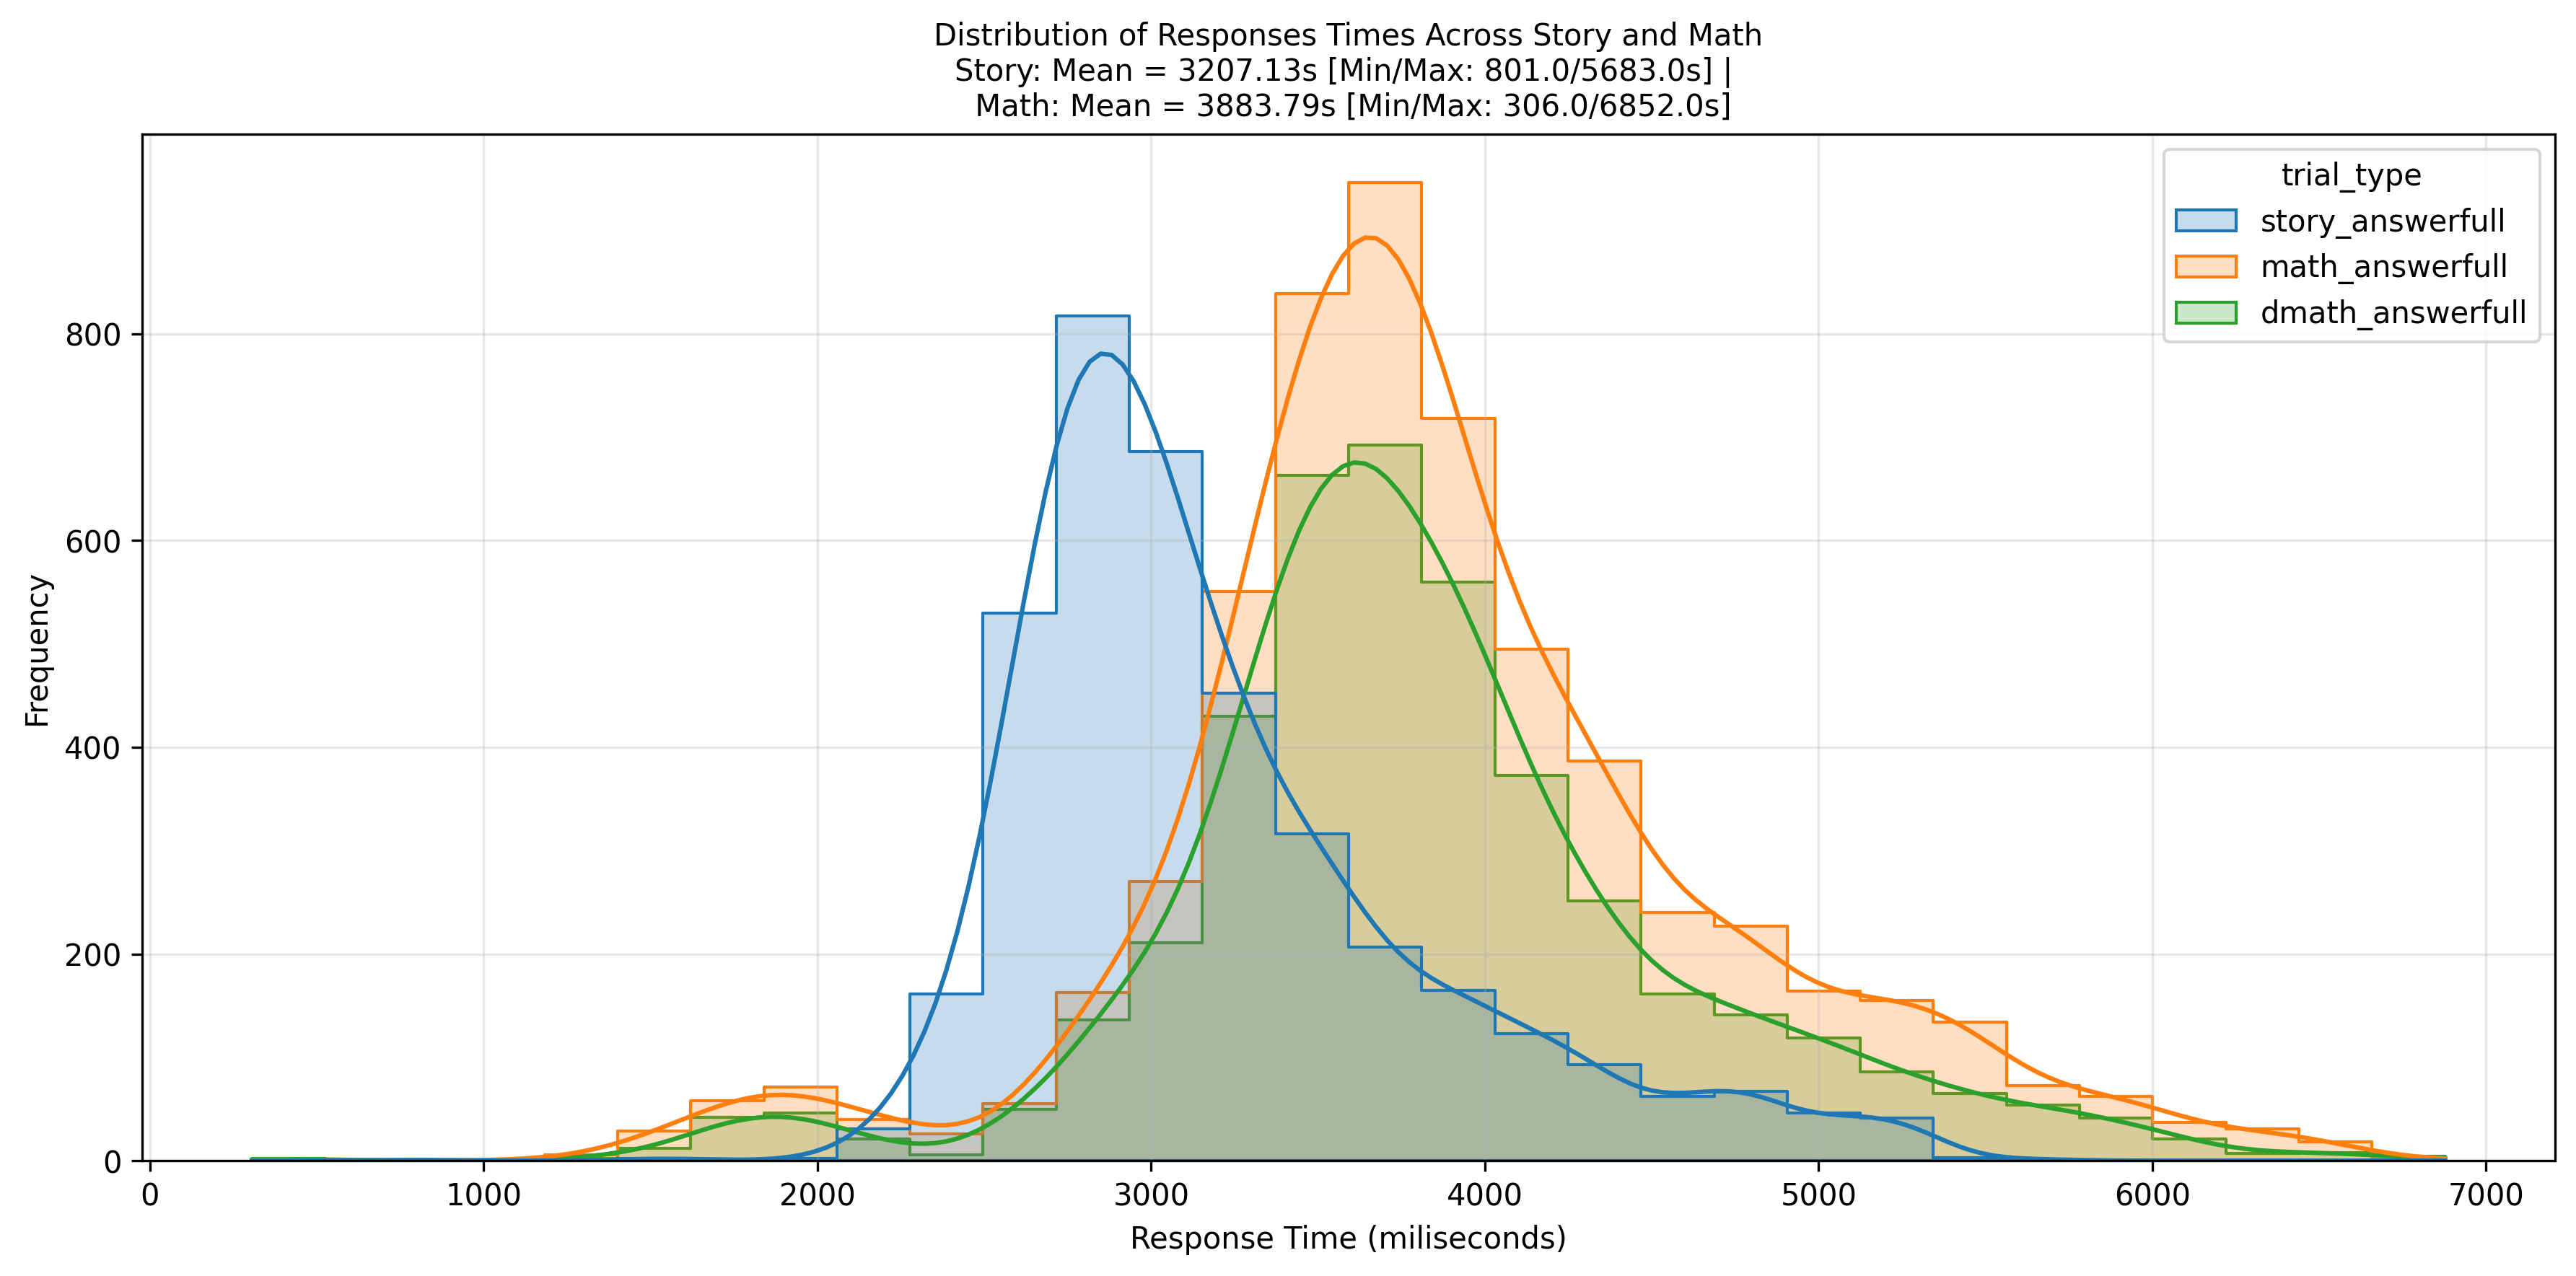 Distribution of Responses Times Across Story and Math
Story: Mean = 3207.13s [Min/Max: 801.0/5683.0s] |
Math: Mean = 3883.79s [Min/Max: 306.0/6852.0s]
trial_type
story_answerfull
math_answerfull
dmath_answerfull
Frequency
800
600
400
200
0
0 1000 2000 3000 4000 5000 6000 7000
Response Time (miliseconds)